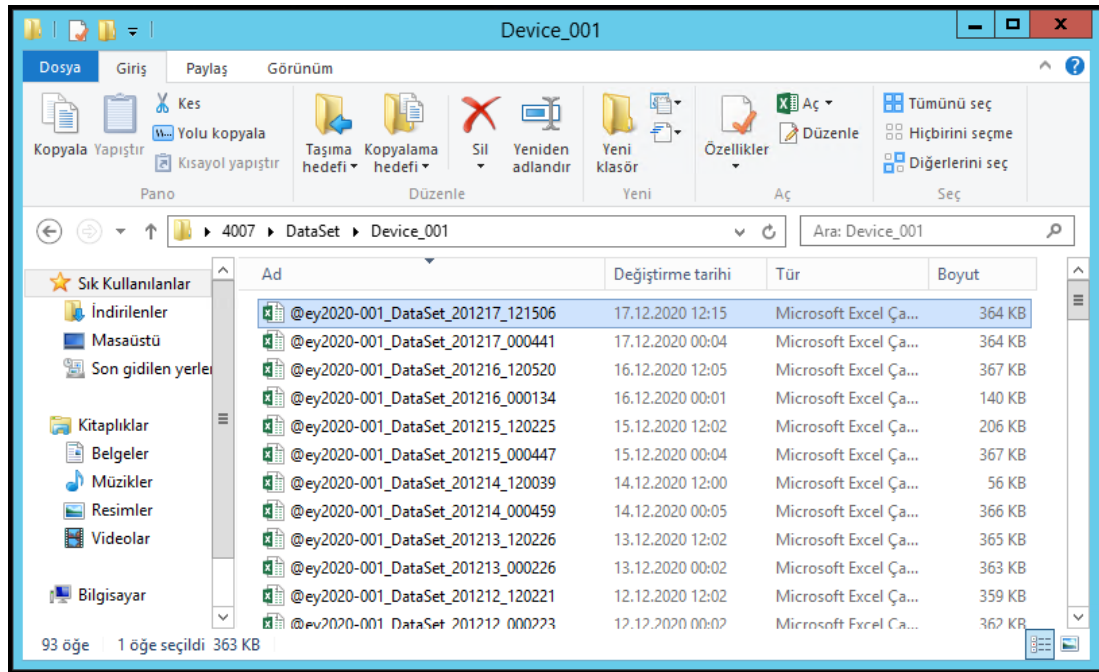 Device_001
Dosya Giriş Paylaş Görünüm
Kopyala Yapıştır Kes
Yolu kopyala
Kısayol yapıştır
Pano
Taşıma hedefi Kopyalama hedefi Sil Yeniden adlandır
Düzenle
Yeni klasör
Yeni
Özellikler Aç
Düzenle
Aç
Tümünü seç
Hiçbirini seçme
Diğerlerini seç
Seç
4007 DataSet Device_001 Ara: Device_001
Sık Kullanılanlar
İndirilenler
Masaüstü
Son gidilen yerler
Kitaplıklar
Belgeler
Müzikler
Resimler
Videolar
Bilgisayar
Ad Değiştirme tarihi Tür Boyut
@ey2020-001_DataSet_201217_121506 17.12.2020 12:15 Microsoft Excel Ça... 364 KB
@ey2020-001_DataSet_201217_000441 17.12.2020 00:04 Microsoft Excel Ça... 364 KB
@ey2020-001_DataSet_201216_120520 16.12.2020 12:05 Microsoft Excel Ça... 367 KB
@ey2020-001_DataSet_201216_000134 16.12.2020 00:01 Microsoft Excel Ça... 140 KB
@ey2020-001_DataSet_201215_120225 15.12.2020 12:02 Microsoft Excel Ça... 206 KB
@ey2020-001_DataSet_201215_000447 15.12.2020 00:04 Microsoft Excel Ça... 367 KB
@ey2020-001_DataSet_201214_120039 14.12.2020 12:00 Microsoft Excel Ça... 56 KB
@ey2020-001_DataSet_201214_000459 14.12.2020 00:05 Microsoft Excel Ça... 366 KB
@ey2020-001_DataSet_201213_120226 13.12.2020 12:02 Microsoft Excel Ça... 365 KB
@ey2020-001_DataSet_201213_000226 13.12.2020 00:02 Microsoft Excel Ça... 363 KB
@ey2020-001_DataSet_201212_120221 12.12.2020 12:02 Microsoft Excel Ça... 359 KB
@ey2020-001_DataSet_201212_000223 12.12.2020 00:02 Microsoft Excel Ça... 362 KB
93 öğe 1 öğe seçildi 363 KB